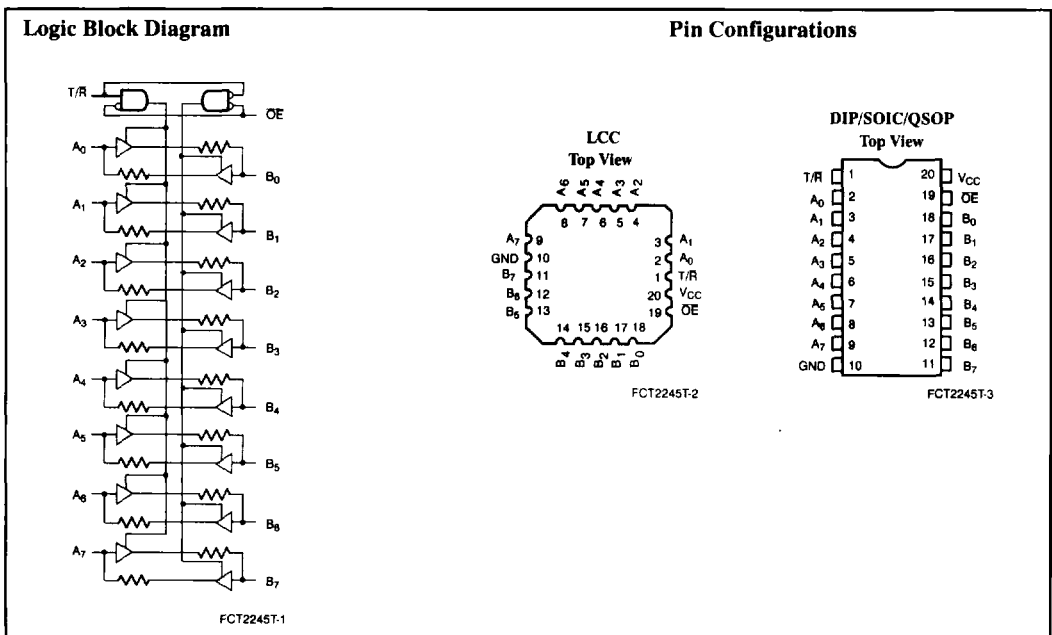 Logic Block Diagram
T/R̅
O̅E̅
A₀
B₀
A₁
B₁
A₂
B₂
A₃
B₃
A₄
B₄
A₅
B₅
A₆
B₆
A₇
B₇
FCT2245T-1
Pin Configurations
LCC
Top View
A₆ A₅ A₄ A₃ A₂
8 7 6 5 4
A₇ 9
GND 10
B₇ 11
B₆ 12
B₅ 13
3 A₁
2 A₀
1 T/R̅
20 VCC
19 O̅E̅
14 15 16 17 18
B₄ B₃ B₂ B₁ B₀
FCT2245T-2
DIP/SOIC/QSOP
Top View
T/R̅ 1 20 VCC
A₀ 2 19 O̅E̅
A₁ 3 18 B₀
A₂ 4 17 B₁
A₃ 5 16 B₂
A₄ 6 15 B₃
A₅ 7 14 B₄
A₆ 8 13 B₅
A₇ 9 12 B₆
GND 10 11 B₇
FCT2245T-3